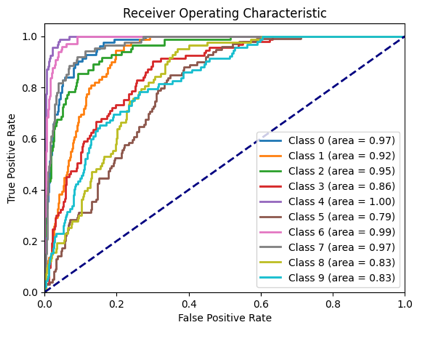 Receiver Operating Characteristic
True Positive Rate
1.0
0.8
0.6
0.4
0.2
0.0
Class 0 (area = 0.97)
Class 1 (area = 0.92)
Class 2 (area = 0.95)
Class 3 (area = 0.86)
Class 4 (area = 1.00)
Class 5 (area = 0.79)
Class 6 (area = 0.99)
Class 7 (area = 0.97)
Class 8 (area = 0.83)
Class 9 (area = 0.83)
0.0 0.2 0.4 0.6 0.8 1.0
False Positive Rate